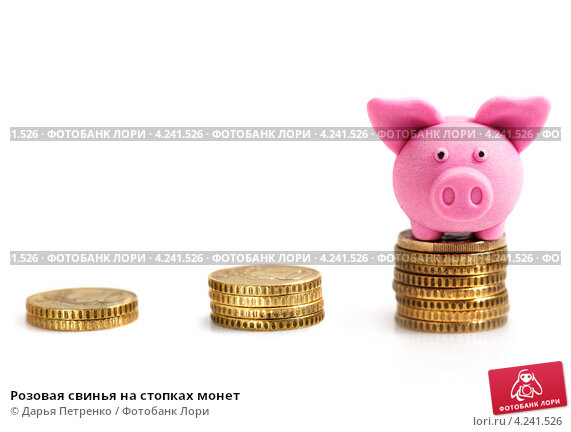 41.526 · ФОТОБАНК ЛОРИ · 4.241.526 · ФОТОБАНК ЛОРИ · 4.241.526 · ФОТОБАНК ЛОРИ · 4.241.526 · ФО
41.526 · ФОТОБАНК ЛОРИ · 4.241.526 · ФОТОБАНК ЛОРИ · 4.241.526 · ФОТОБАНК ЛОРИ · 4.241.526 · ФО
Розовая свинья на стопках монет
© Дарья Петренко / Фотобанк Лори
ФОТОБАНК ЛОРИ
lori.ru / 4.241.526